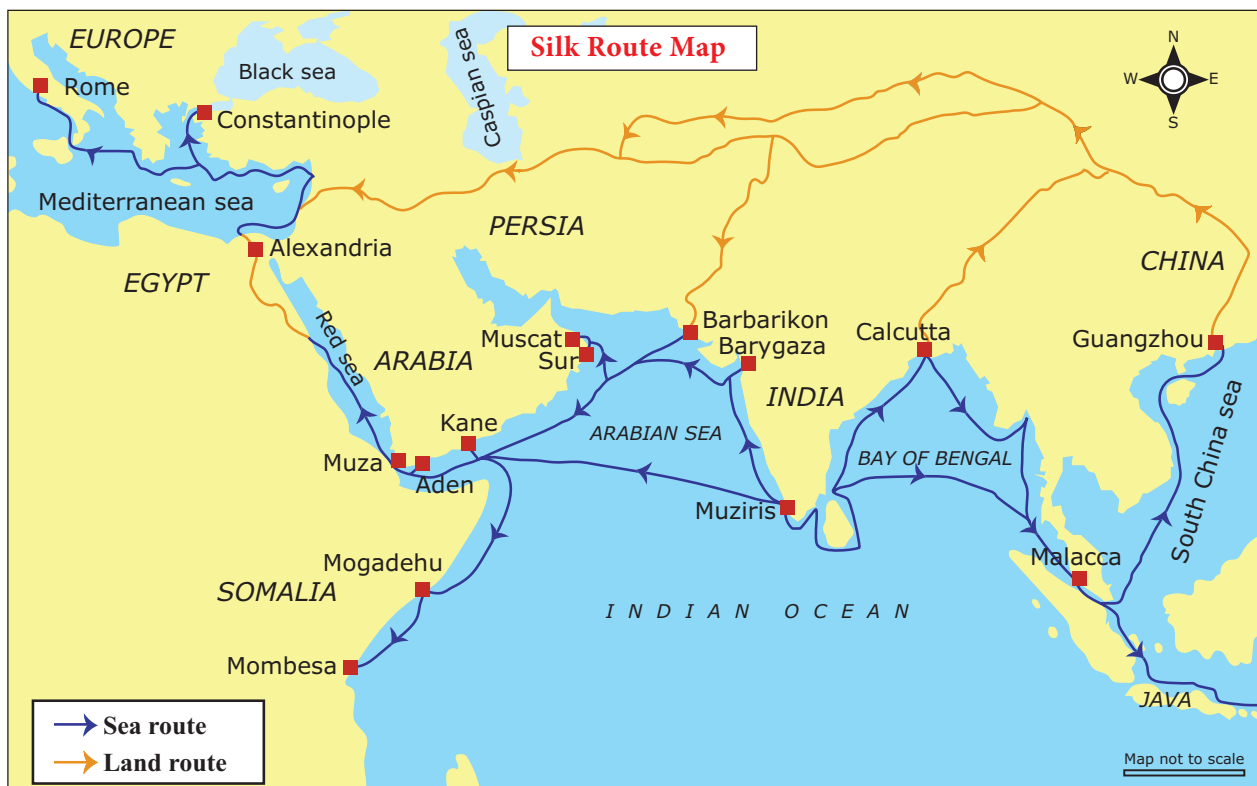 Silk Route Map
EUROPE
Black sea
Caspian sea
Rome
Constantinople
N
W
E
S
Mediterranean sea
Alexandria
PERSIA
EGYPT
CHINA
Red sea
Muscat
Sur
Barbarikon
Barygaza
Calcutta
Guangzhou
ARABIA
INDIA
Kane
ARABIAN SEA
BAY OF BENGAL
South China sea
Muza
Aden
Muziris
Mogadehu
Malacca
SOMALIA
INDIAN OCEAN
Mombesa
JAVA
Sea route
Land route
Map not to scale